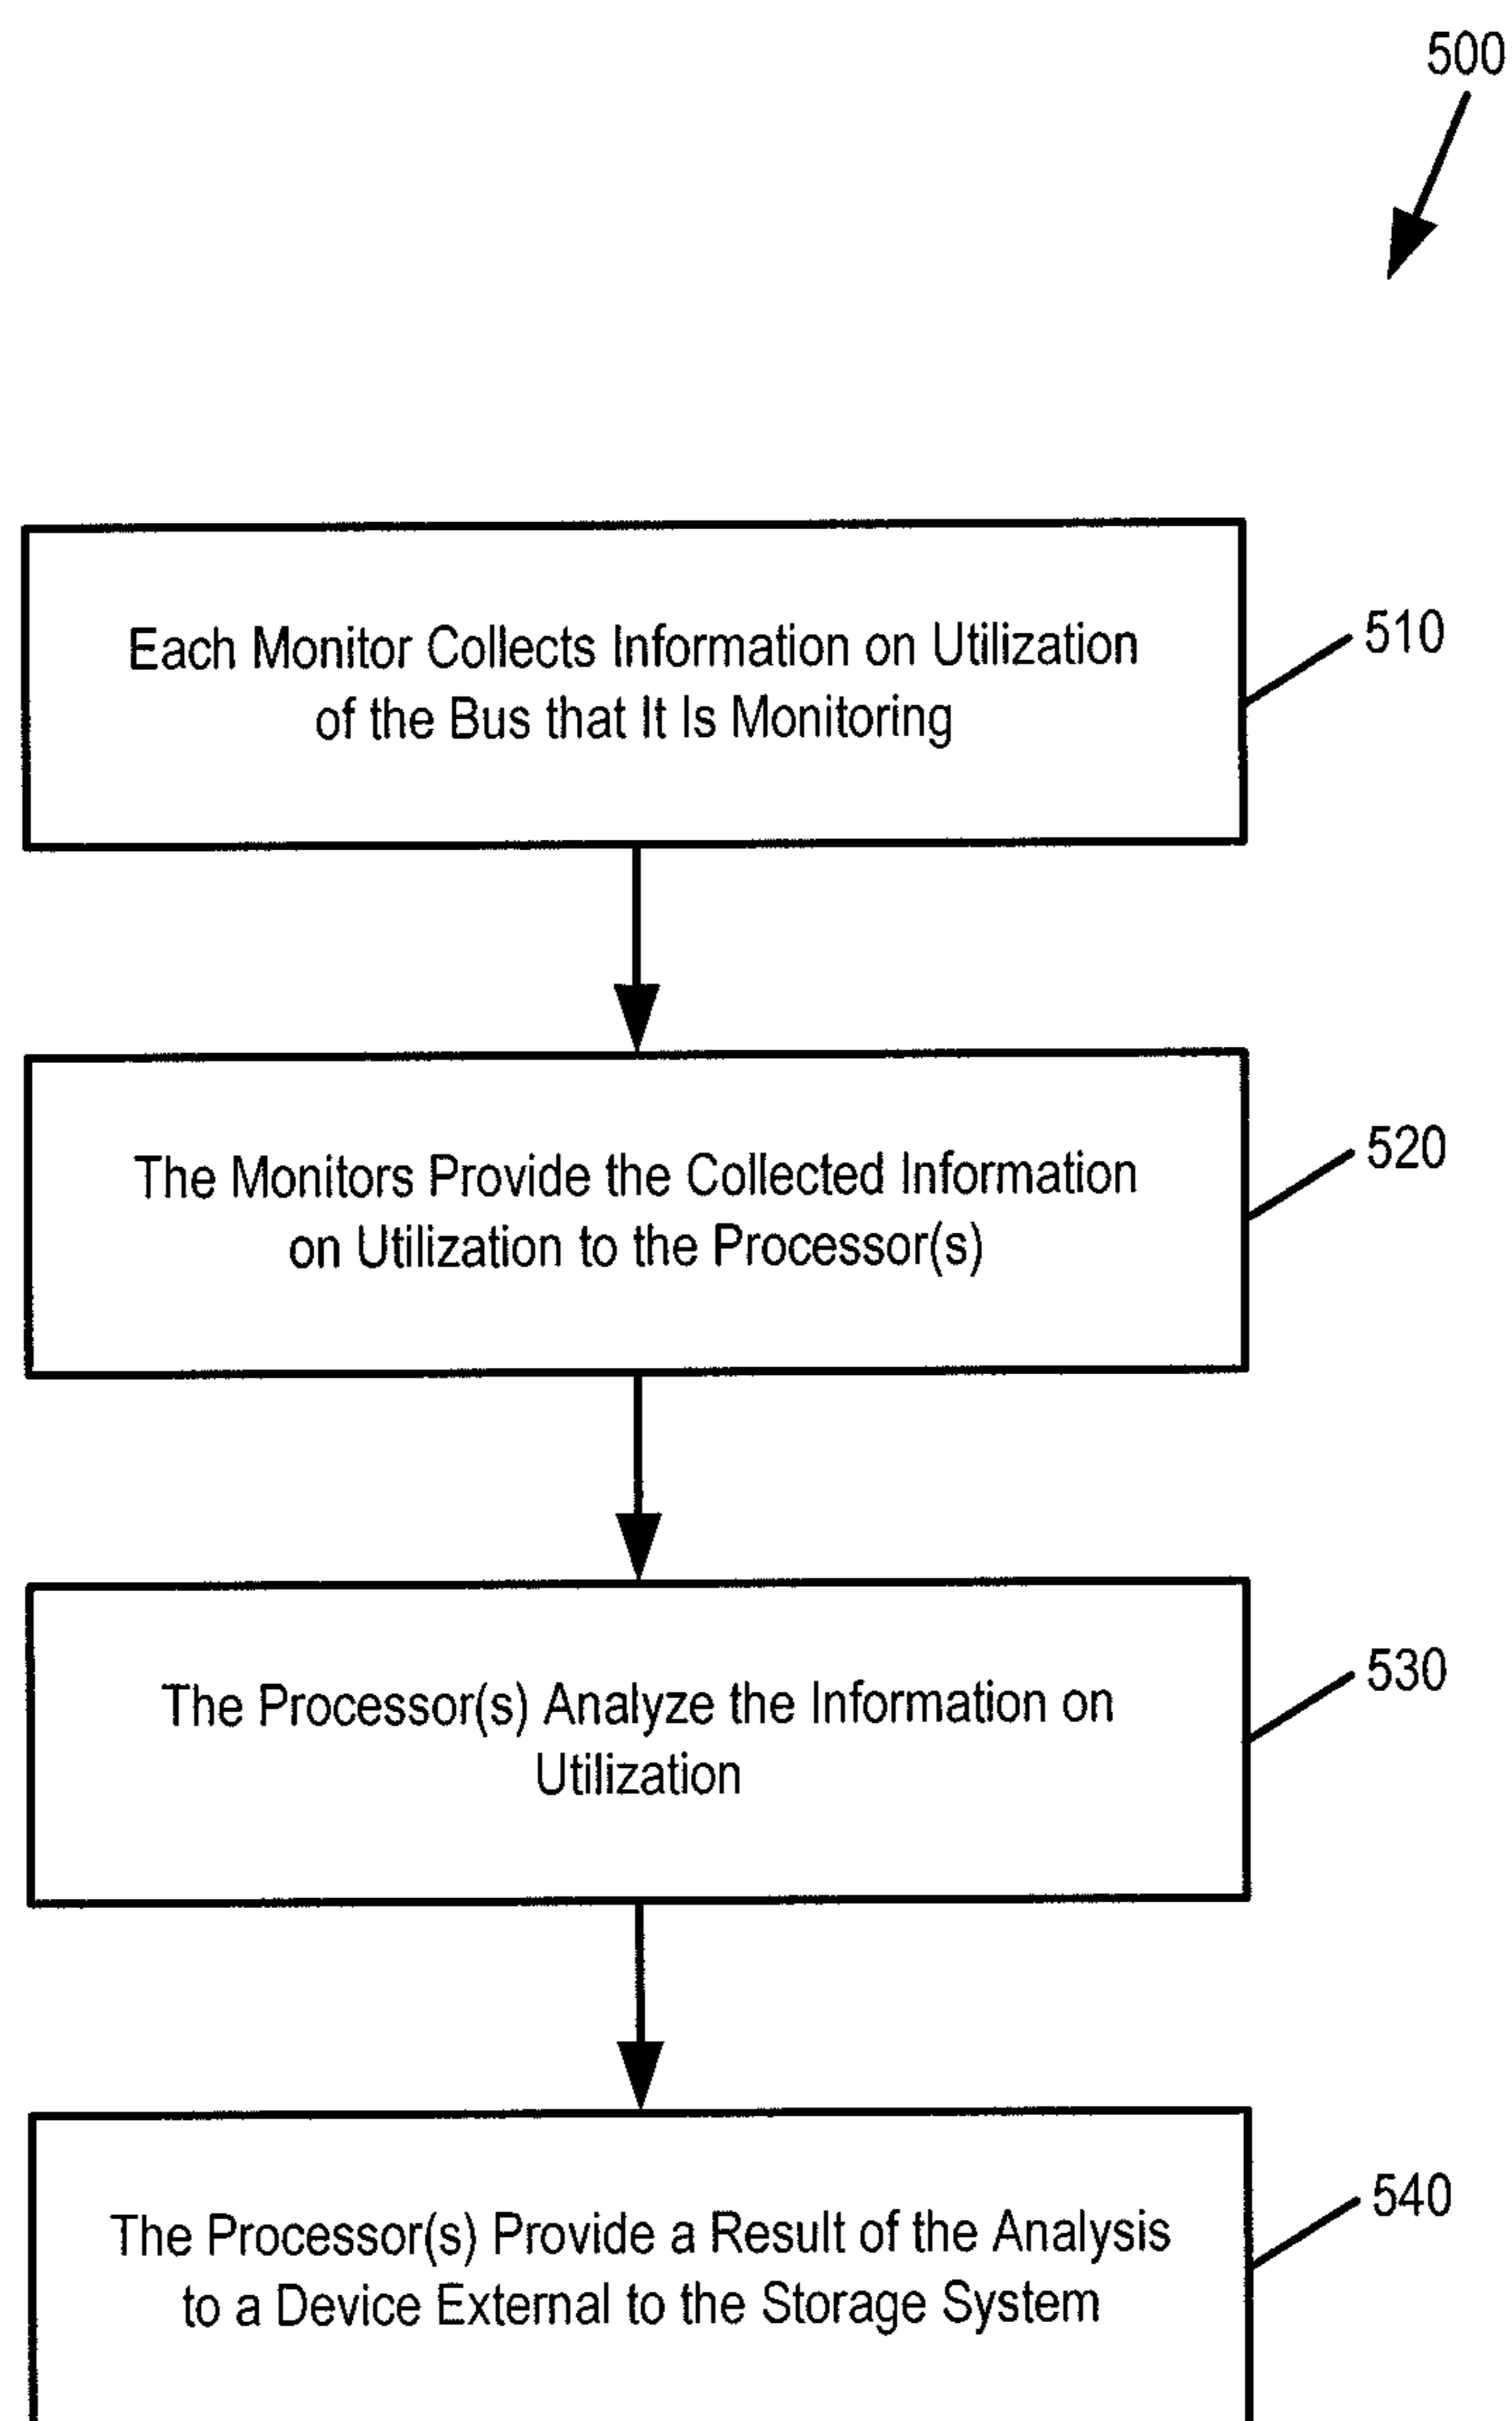 500
Each Monitor Collects Information on Utilization
of the Bus that It Is Monitoring
510
The Monitors Provide the Collected Information
on Utilization to the Processor(s)
520
The Processor(s) Analyze the Information on
Utilization
530
The Processor(s) Provide a Result of the Analysis
to a Device External to the Storage System
540